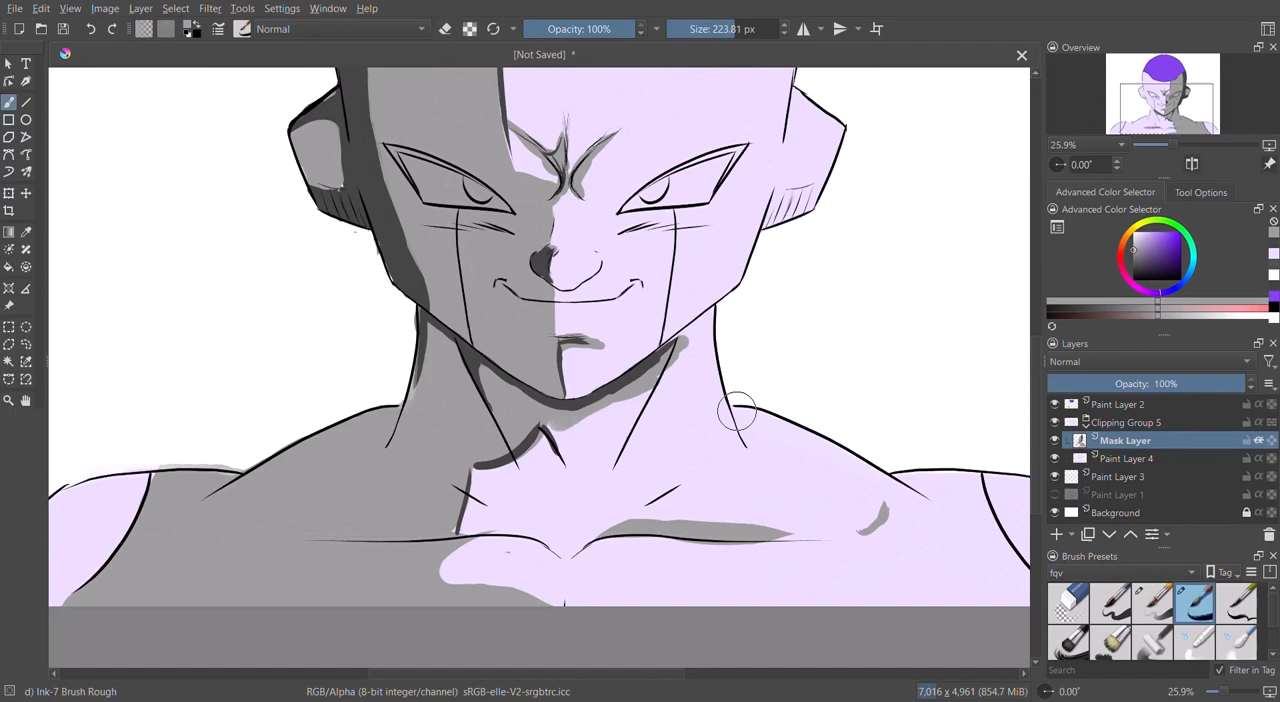 File Edit View Image Layer Select Filter Tools Settings Window Help
Normal Opacity: 100% Size: 223.81 px
[Not Saved] *
Overview
25.9%
0.00°
Advanced Color Selector Tool Options
Advanced Color Selector
Layers
Normal
Opacity: 100%
Paint Layer 2
Clipping Group 5
Mask Layer
Paint Layer 4
Paint Layer 3
Paint Layer 1
Background
Brush Presets
fqv Tag
Search Filter in Tag
d) Ink-7 Brush Rough RGB/Alpha (8-bit integer/channel) sRGB-elle-V2-srgbtrc.icc 7,016 x 4,961 (854.7 MiB) 0.00° 25.9%